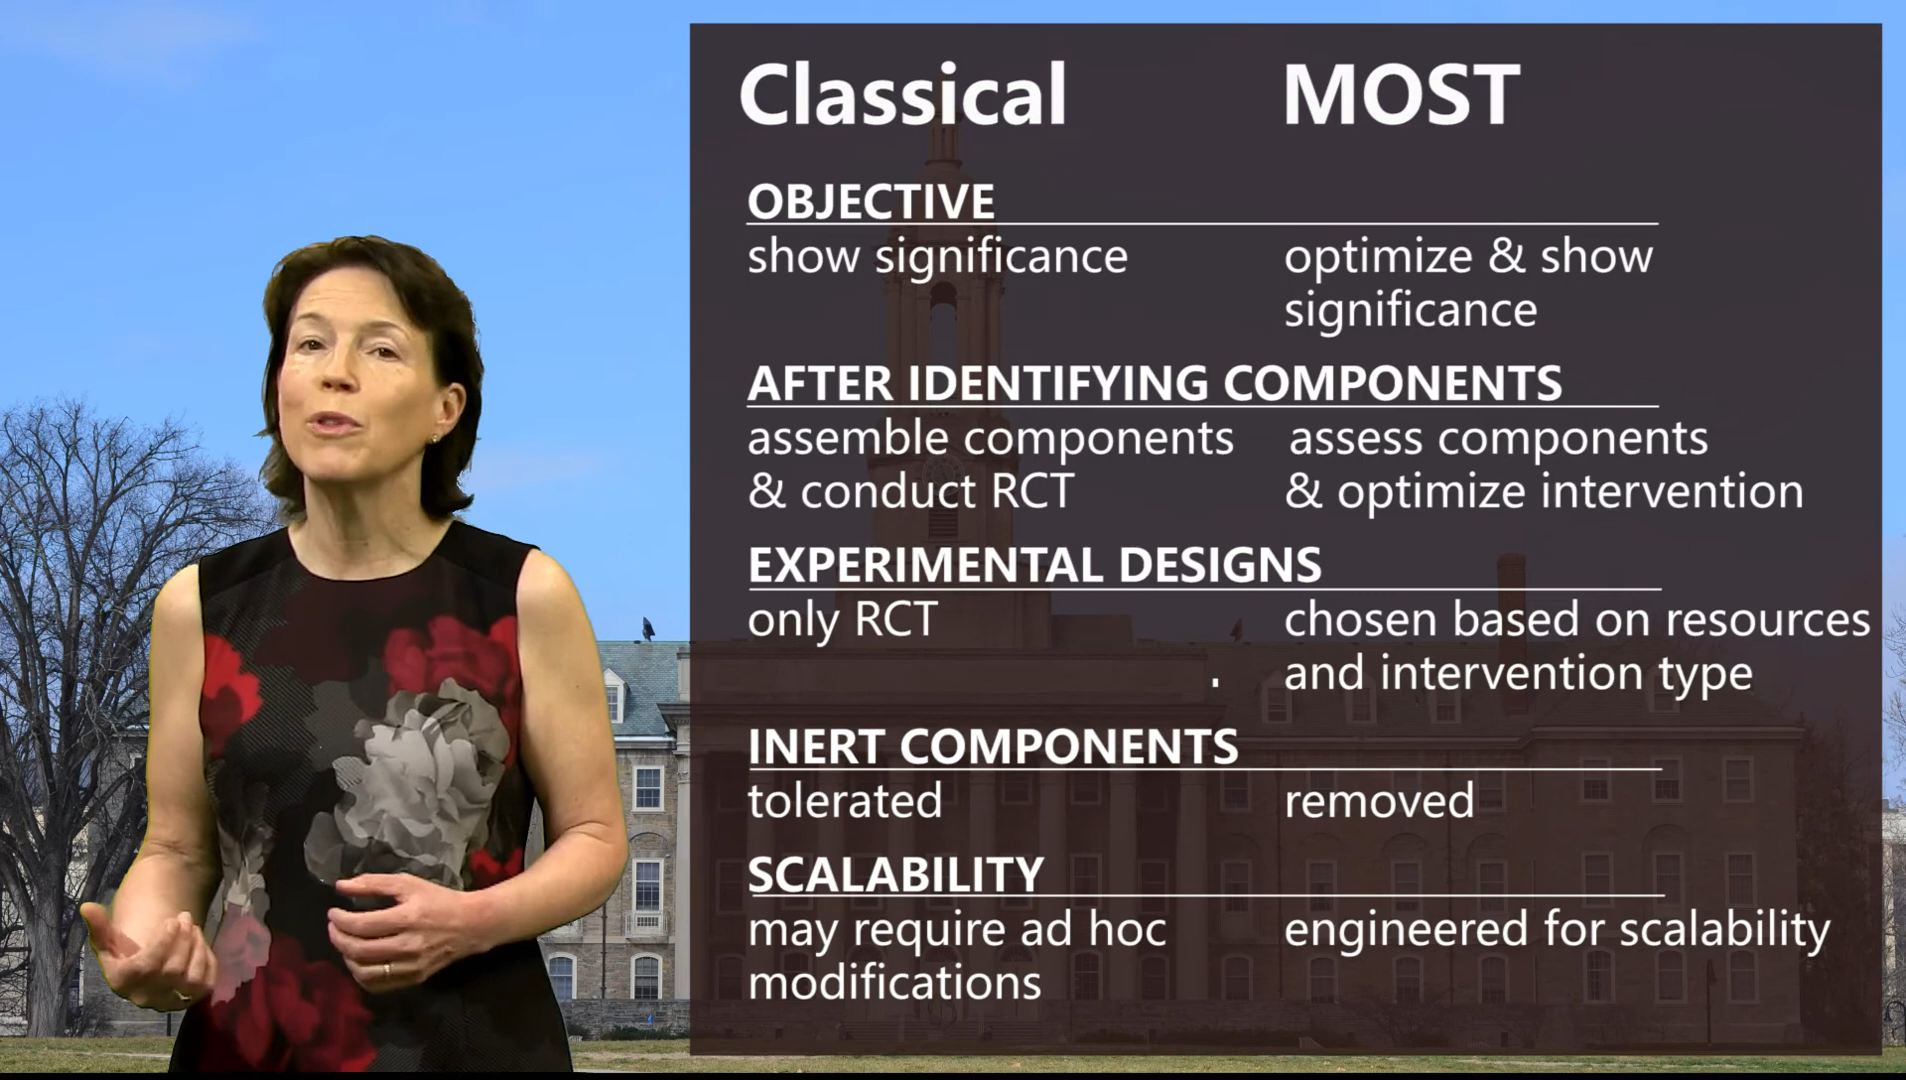 Classical MOST
OBJECTIVE
show significance optimize & show
significance
AFTER IDENTIFYING COMPONENTS
assemble components assess components
& conduct RCT & optimize intervention
EXPERIMENTAL DESIGNS
only RCT chosen based on resources
and intervention type
INERT COMPONENTS
tolerated removed
SCALABILITY
may require ad hoc engineered for scalability
modifications